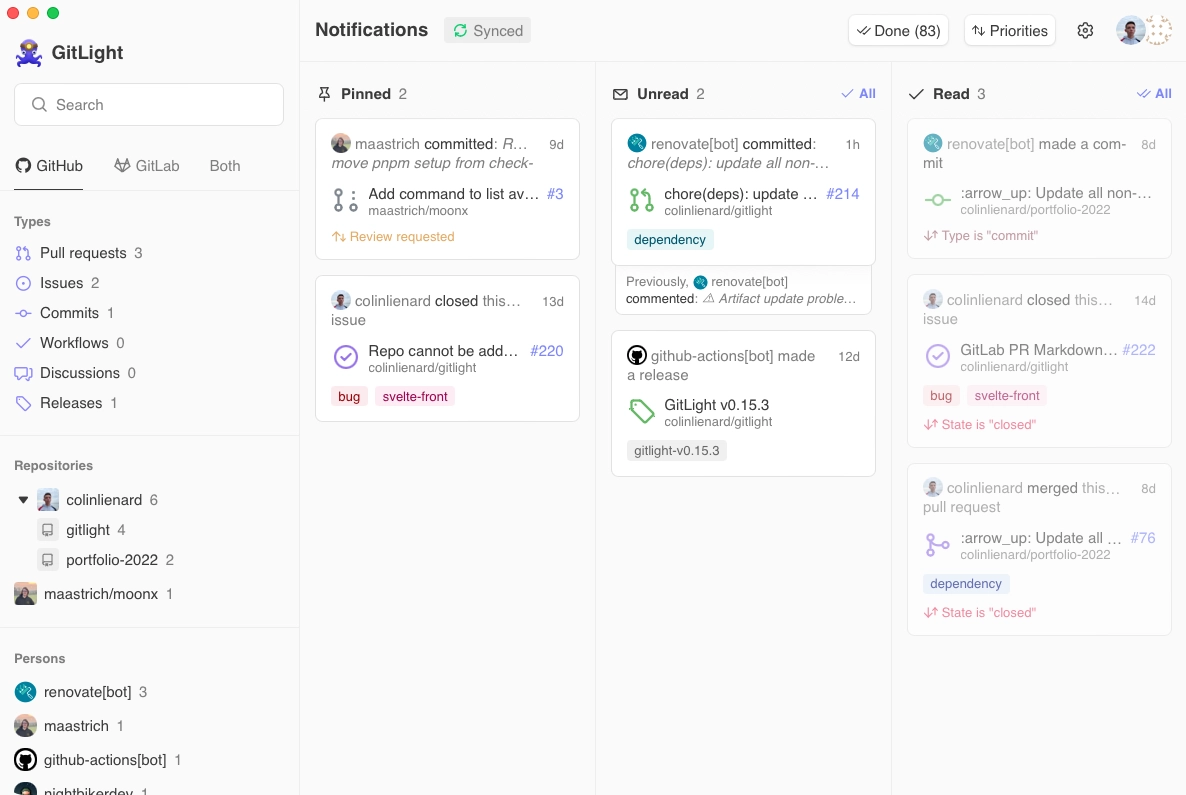 GitLight
Search
GitHub
GitLab
Both
Types
Pull requests 3
Issues 2
Commits 1
Workflows 0
Discussions 0
Releases 1
Repositories
colinlienard 6
gitlight 4
portfolio-2022 2
maastrich/moonx 1
Persons
renovate[bot] 3
maastrich 1
github-actions[bot] 1
nightbikerdev 1
Notifications
Synced
Done (83)
Priorities
Pinned 2
maastrich committed: R… 9d
move pnpm setup from check-
Add command to list av… #3
maastrich/moonx
Review requested
colinlienard closed this… 13d
issue
Repo cannot be add… #220
colinlienard/gitlight
bug svelte-front
Unread 2
All
renovate[bot] committed: 1h
chore(deps): update all non-…
chore(deps): update … #214
colinlienard/gitlight
dependency
Previously, renovate[bot]
commented: ⚠ Artifact update proble…
github-actions[bot] made 12d
a release
GitLight v0.15.3
colinlienard/gitlight
gitlight-v0.15.3
Read 3
All
renovate[bot] made a com- 8d
mit
:arrow_up: Update all non-…
colinlienard/portfolio-2022
Type is "commit"
colinlienard closed this… 14d
issue
GitLab PR Markdown… #222
colinlienard/gitlight
bug svelte-front
State is "closed"
colinlienard merged this… 8d
pull request
:arrow_up: Update all … #76
colinlienard/portfolio-2022
dependency
State is "closed"